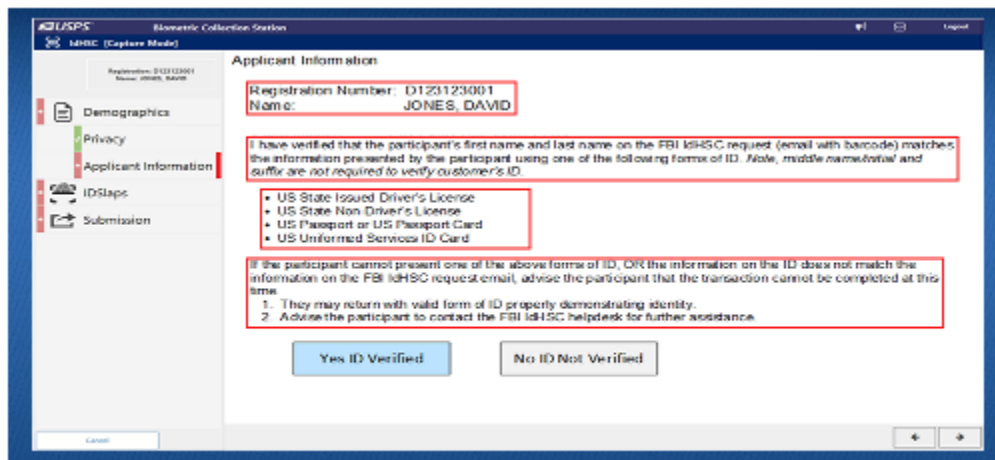 USPS Biometric Collection Station Logout
IdHSC [Capture Mode]
Registration: D123123001
Name: JONES, DAVID
Demographics
Privacy
Applicant Information
IDSlaps
Submission
Cancel
Applicant Information
Registration Number: D123123001
Name: JONES, DAVID
I have verified that the participant's first name and last name on the FBI IdHSC request (email with barcode) matches
the information presented by the participant using one of the following forms of ID. Note, middle name/initial and
suffix are not required to verify customer's ID.
• US State Issued Driver's License
• US State Non-Driver's License
• US Passport or US Passport Card
• US Uniformed Services ID Card
If the participant cannot present one of the above forms of ID, OR the information on the ID does not match the
information on the FBI IdHSC request email, advise the participant that the transaction cannot be completed at this
time.
1. They may return with valid form of ID properly demonstrating identity.
2. Advise the participant to contact the FBI IdHSC helpdesk for further assistance.
Yes ID Verified
No ID Not Verified